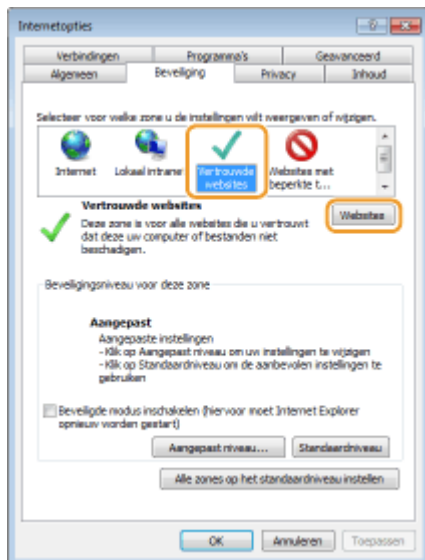 Internetopties
Verbindingen Programma's Geavanceerd
Algemeen Beveiliging Privacy Inhoud
Selecteer voor welke zone u de instellingen wilt weergeven of wijzigen.
Internet Lokaal intranet Vertrouwde websites Websites met beperkte t...
Vertrouwde websites
Websites
Deze zone is voor alle websites die u vertrouwt
dat deze uw computer of bestanden niet
beschadigen.
Beveiligingsniveau voor deze zone
Aangepast
Aangepaste instellingen
-Klik op Aangepast niveau om uw instellingen te wijzigen
-Klik op Standaardniveau om de aanbevolen instellingen te
gebruiken
Beveiligde modus inschakelen (hiervoor moet Internet Explorer
opnieuw worden gestart)
Aangepast niveau... Standaardniveau
Alle zones op het standaardniveau instellen
OK Annuleren Toepassen